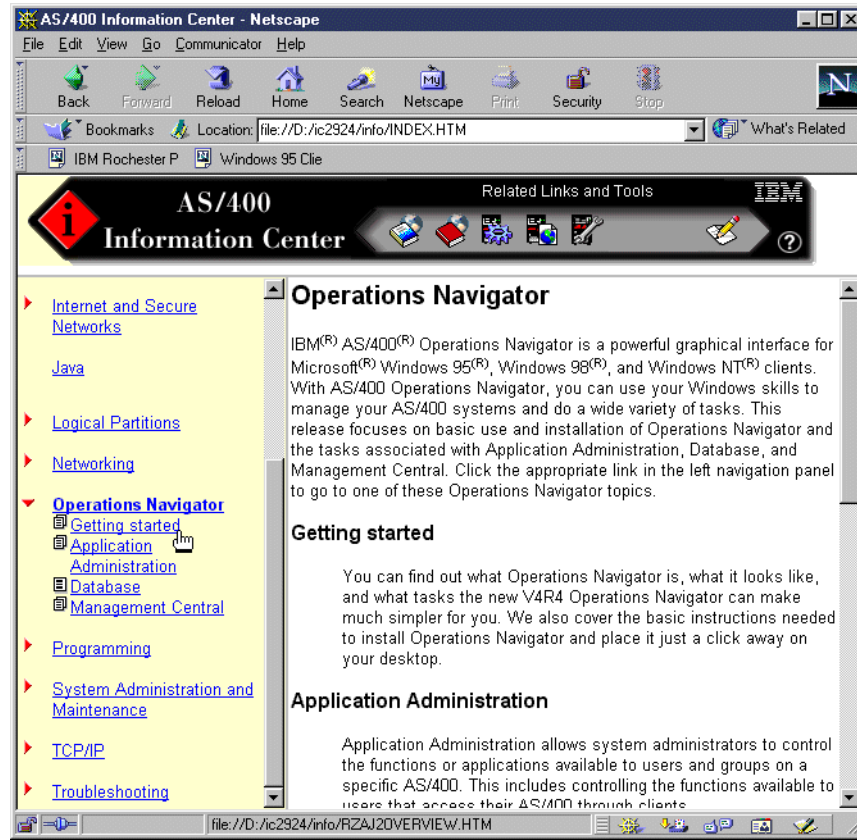 AS/400 Information Center - Netscape
File Edit View Go Communicator Help
Back Forward Reload Home Search Netscape Print Security Stop
My
N
Bookmarks Location: file://D:/ic2924/info/INDEX.HTM What's Related
IBM Rochester P Windows 95 Clie
i
AS/400
Information Center
Related Links and Tools
IBM
?
Internet and Secure
Networks
Java
Logical Partitions
Networking
Operations Navigator
Getting started
Application
Administration
Database
Management Central
Programming
System Administration and
Maintenance
TCP/IP
Troubleshooting
Operations Navigator
IBM(R) AS/400(R) Operations Navigator is a powerful graphical interface for
Microsoft(R) Windows 95(R), Windows 98(R), and Windows NT(R) clients.
With AS/400 Operations Navigator, you can use your Windows skills to
manage your AS/400 systems and do a wide variety of tasks. This
release focuses on basic use and installation of Operations Navigator and
the tasks associated with Application Administration, Database, and
Management Central. Click the appropriate link in the left navigation panel
to go to one of these Operations Navigator topics.
Getting started
You can find out what Operations Navigator is, what it looks like,
and what tasks the new V4R4 Operations Navigator can make
much simpler for you. We also cover the basic instructions needed
to install Operations Navigator and place it just a click away on
your desktop.
Application Administration
Application Administration allows system administrators to control
the functions or applications available to users and groups on a
specific AS/400. This includes controlling the functions available to
users that access their AS/400 through clients.
file://D:/ic2924/info/RZAJ2OVERVIEW.HTM